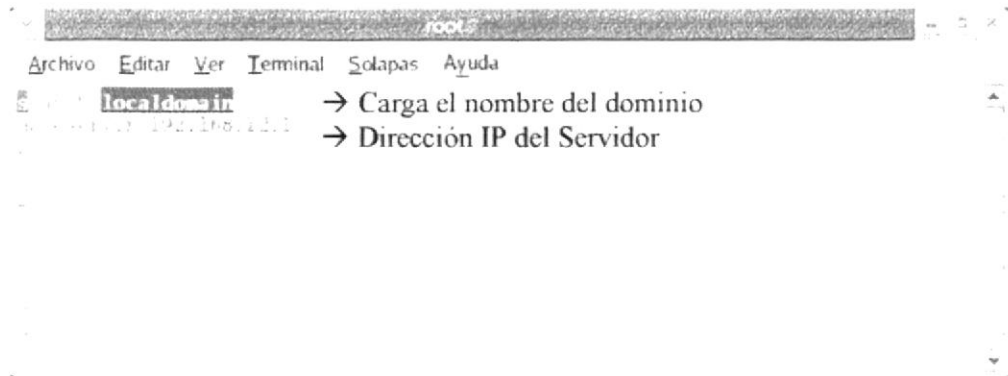 root
Archivo Editar Ver Terminal Solapas Ayuda
localdomain → Carga el nombre del dominio
→ Dirección IP del Servidor